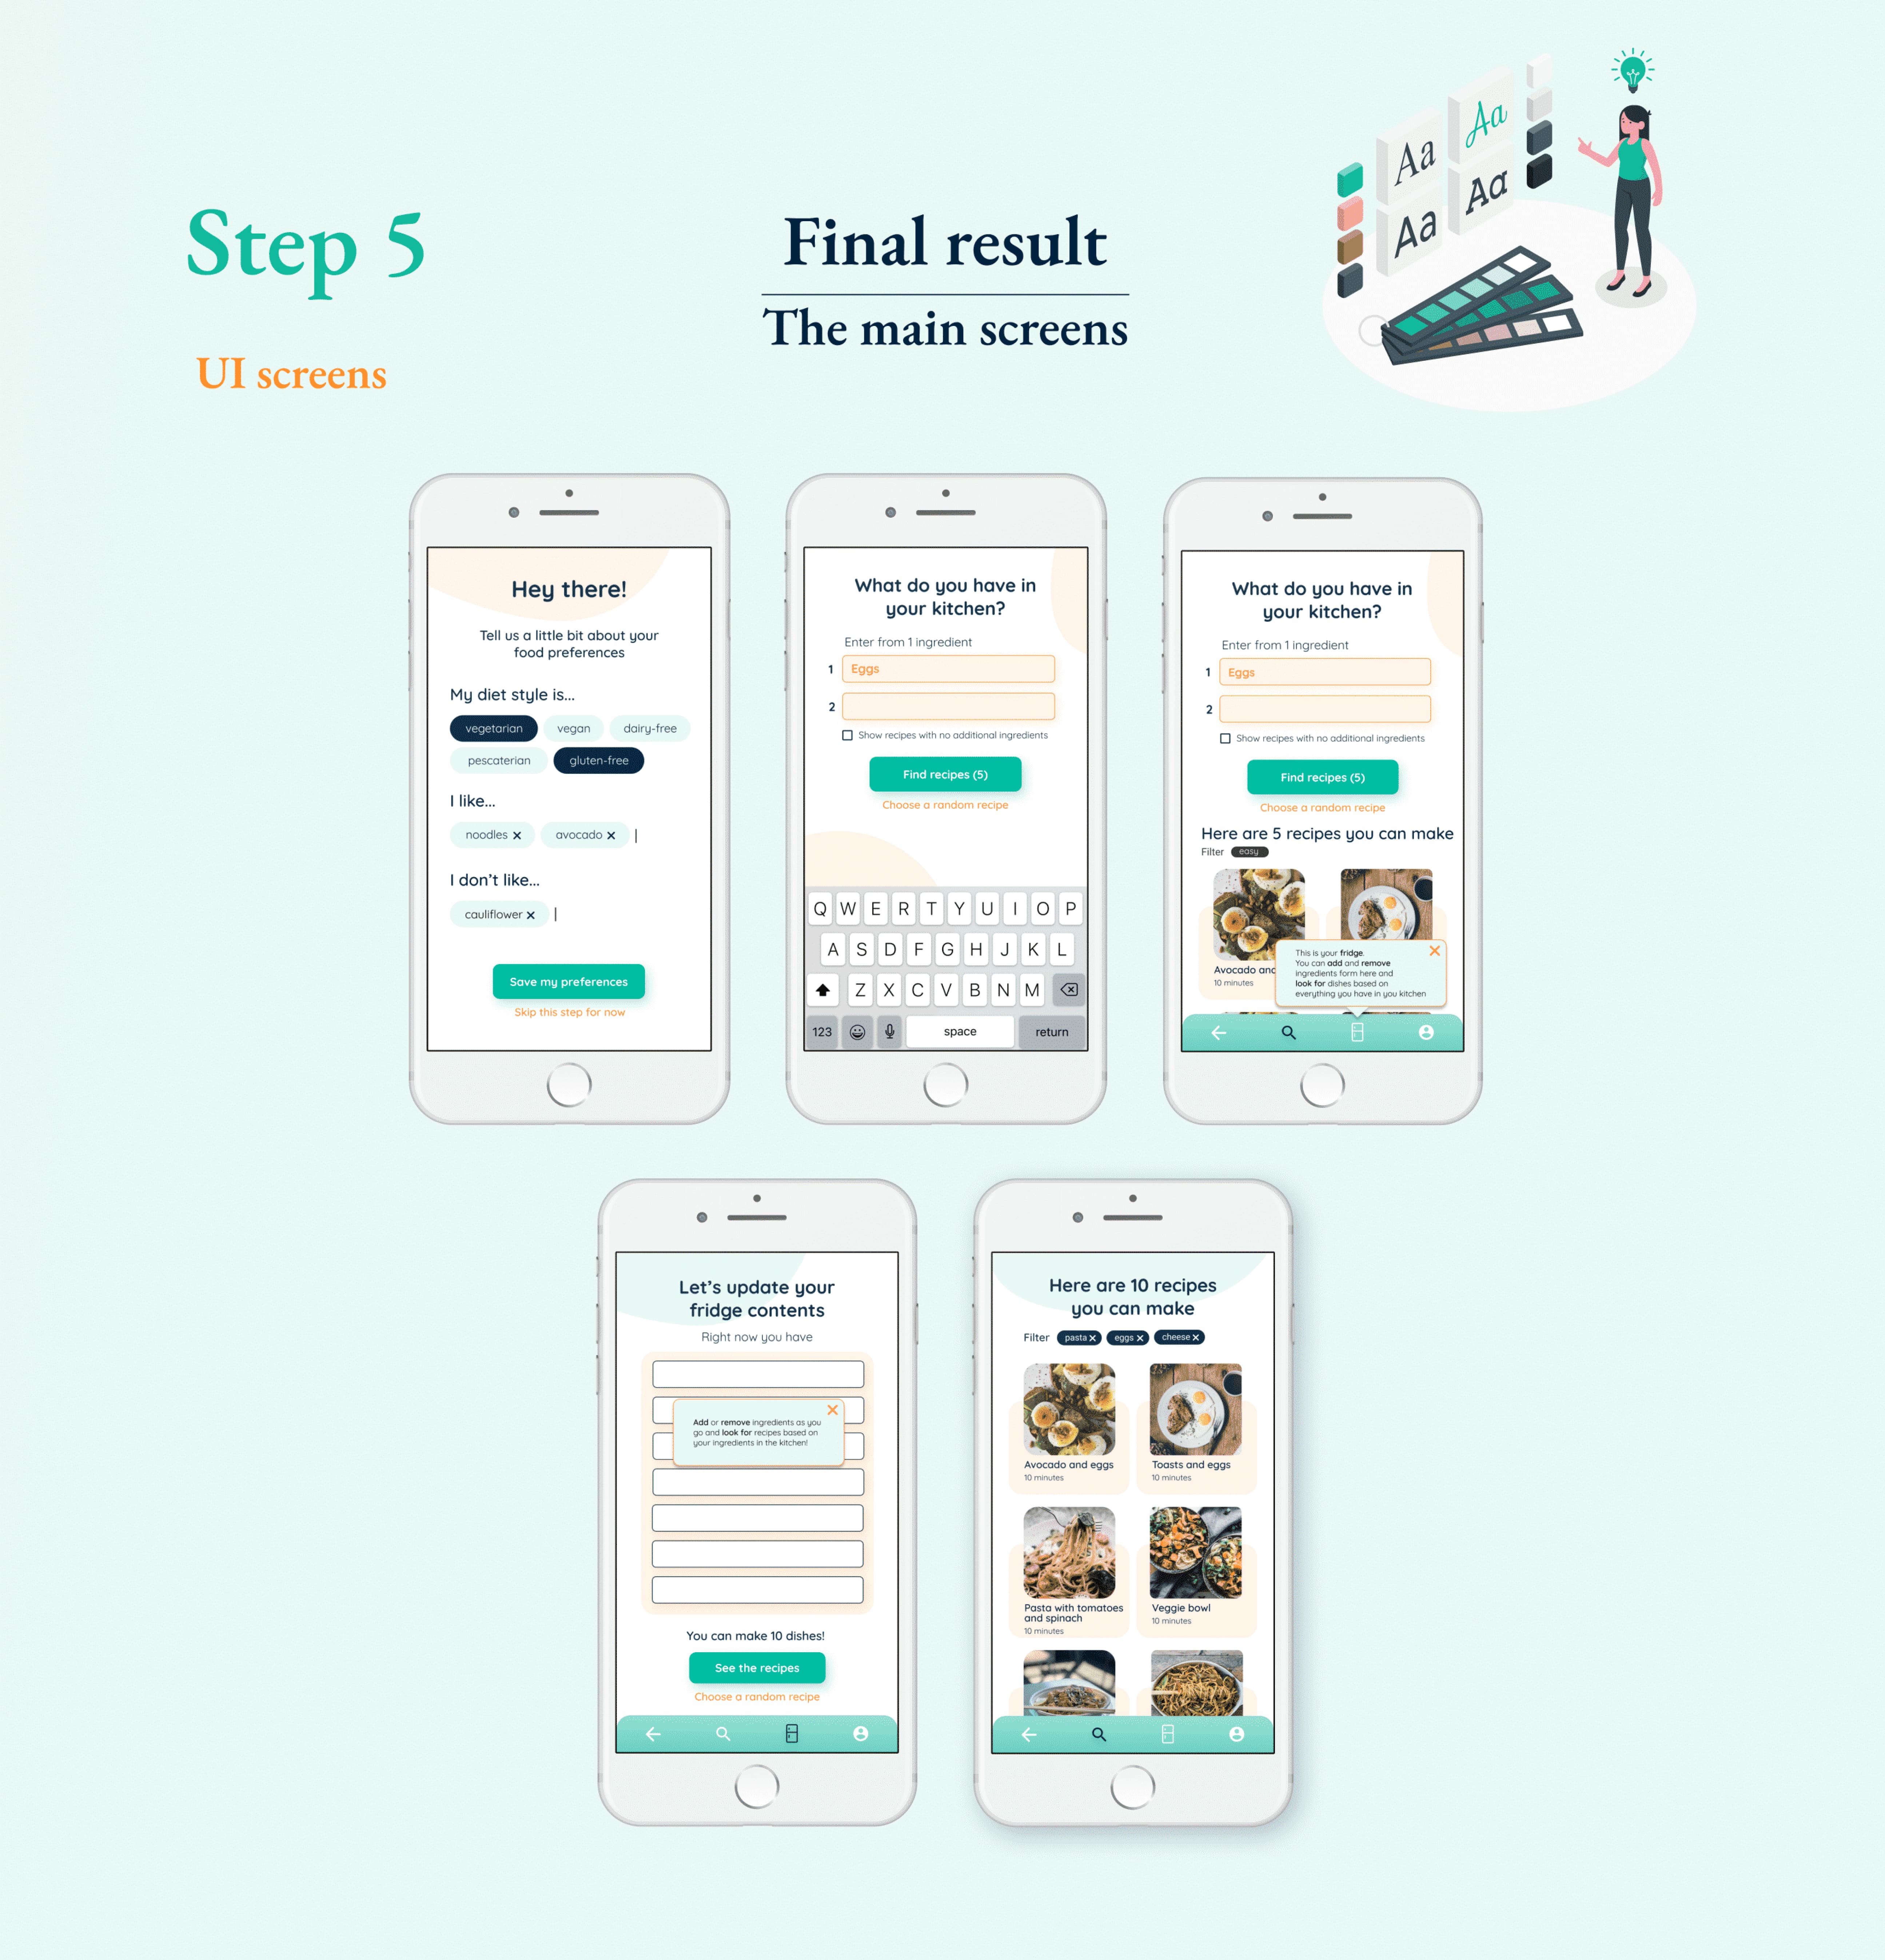 Step 5
UI screens
Final result
The main screens
Aa
Aa
Aa
Aa
Hey there!
Tell us a little bit about your
food preferences
My diet style is...
vegetarian
vegan
dairy-free
pescaterian
gluten-free
I like...
noodles x
avocado x |
I don't like...
cauliflower x |
Save my preferences
Skip this step for now
What do you have in
your kitchen?
Enter from 1 ingredient
1 Eggs
2
Show recipes with no additional ingredients
Find recipes (5)
Choose a random recipe
Q W E R T Y U I O P
A S D F G H J K L
Z X C V B N M
123 space return
What do you have in
your kitchen?
Enter from 1 ingredient
1 Eggs
2
Show recipes with no additional ingredients
Find recipes (5)
Choose a random recipe
Here are 5 recipes you can make
Filter easy
Avocado and
10 minutes
This is your fridge.
You can add and remove
ingredients form here and
look for dishes based on
everything you have in you kitchen
Let's update your
fridge contents
Right now you have
Add or remove ingredients as you
go and look for recipes based on
your ingredients in the kitchen!
You can make 10 dishes!
See the recipes
Choose a random recipe
Here are 10 recipes
you can make
Filter pasta x eggs x cheese x
Avocado and eggs
10 minutes
Toasts and eggs
10 minutes
Pasta with tomatoes
and spinach
10 minutes
Veggie bowl
10 minutes